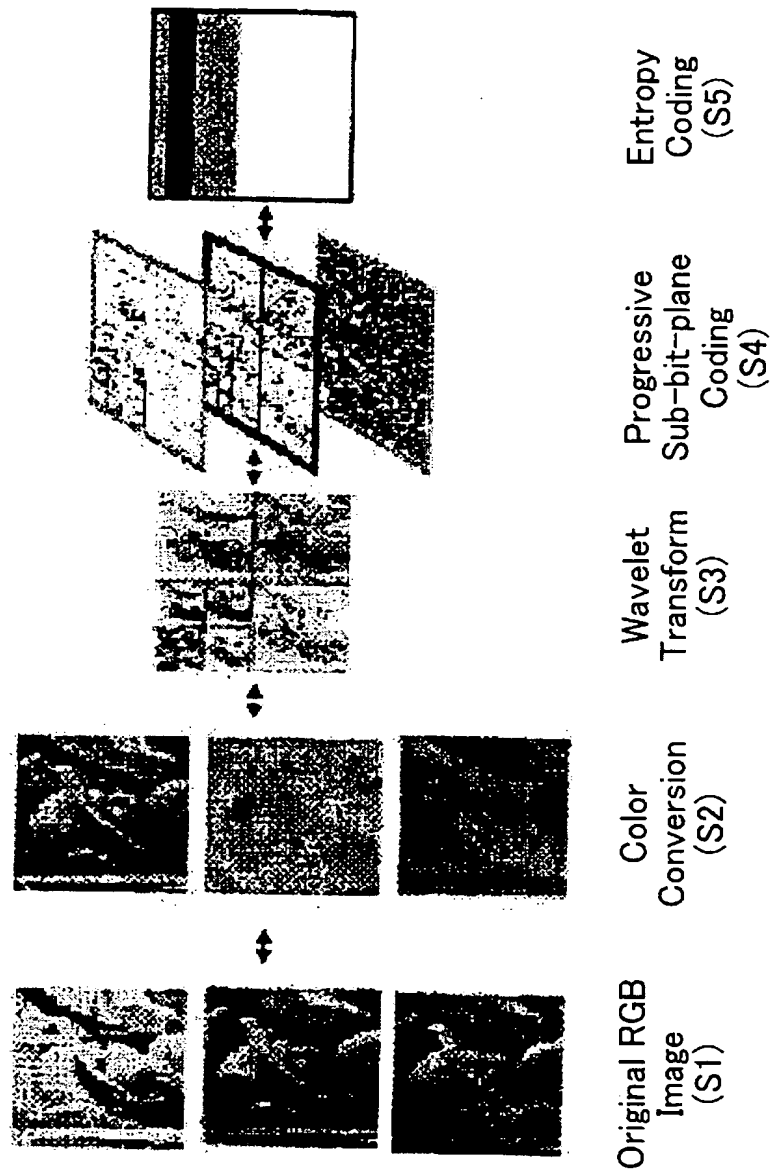 Original RGB
Image
(S1)
Color
Conversion
(S2)
Wavelet
Transform
(S3)
Progressive
Sub-bit-plane
Coding
(S4)
Entropy
Coding
(S5)